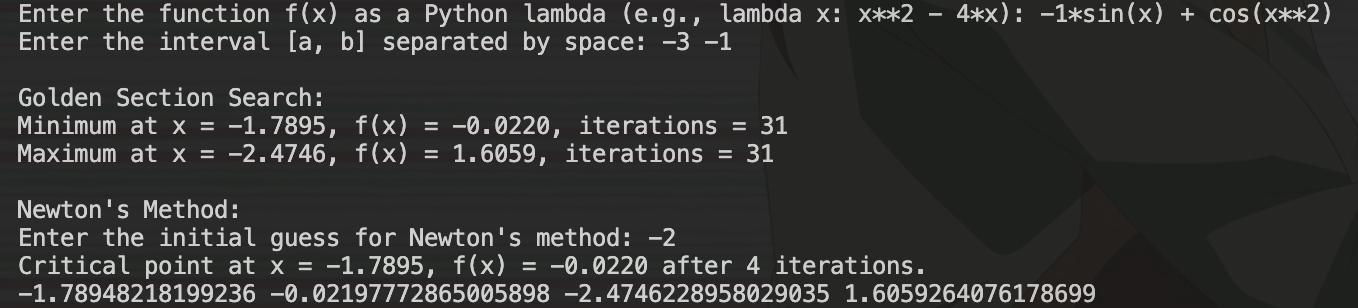 Enter the function f(x) as a Python lambda (e.g., lambda x: x**2 - 4*x): -1*sin(x) + cos(x**2)
Enter the interval [a, b] separated by space: -3 -1
Golden Section Search:
Minimum at x = -1.7895, f(x) = -0.0220, iterations = 31
Maximum at x = -2.4746, f(x) = 1.6059, iterations = 31
Newton's Method:
Enter the initial guess for Newton's method: -2
Critical point at x = -1.7895, f(x) = -0.0220 after 4 iterations.
-1.78948218199236 -0.02197772865005898 -2.4746228958029035 1.6059264076178699